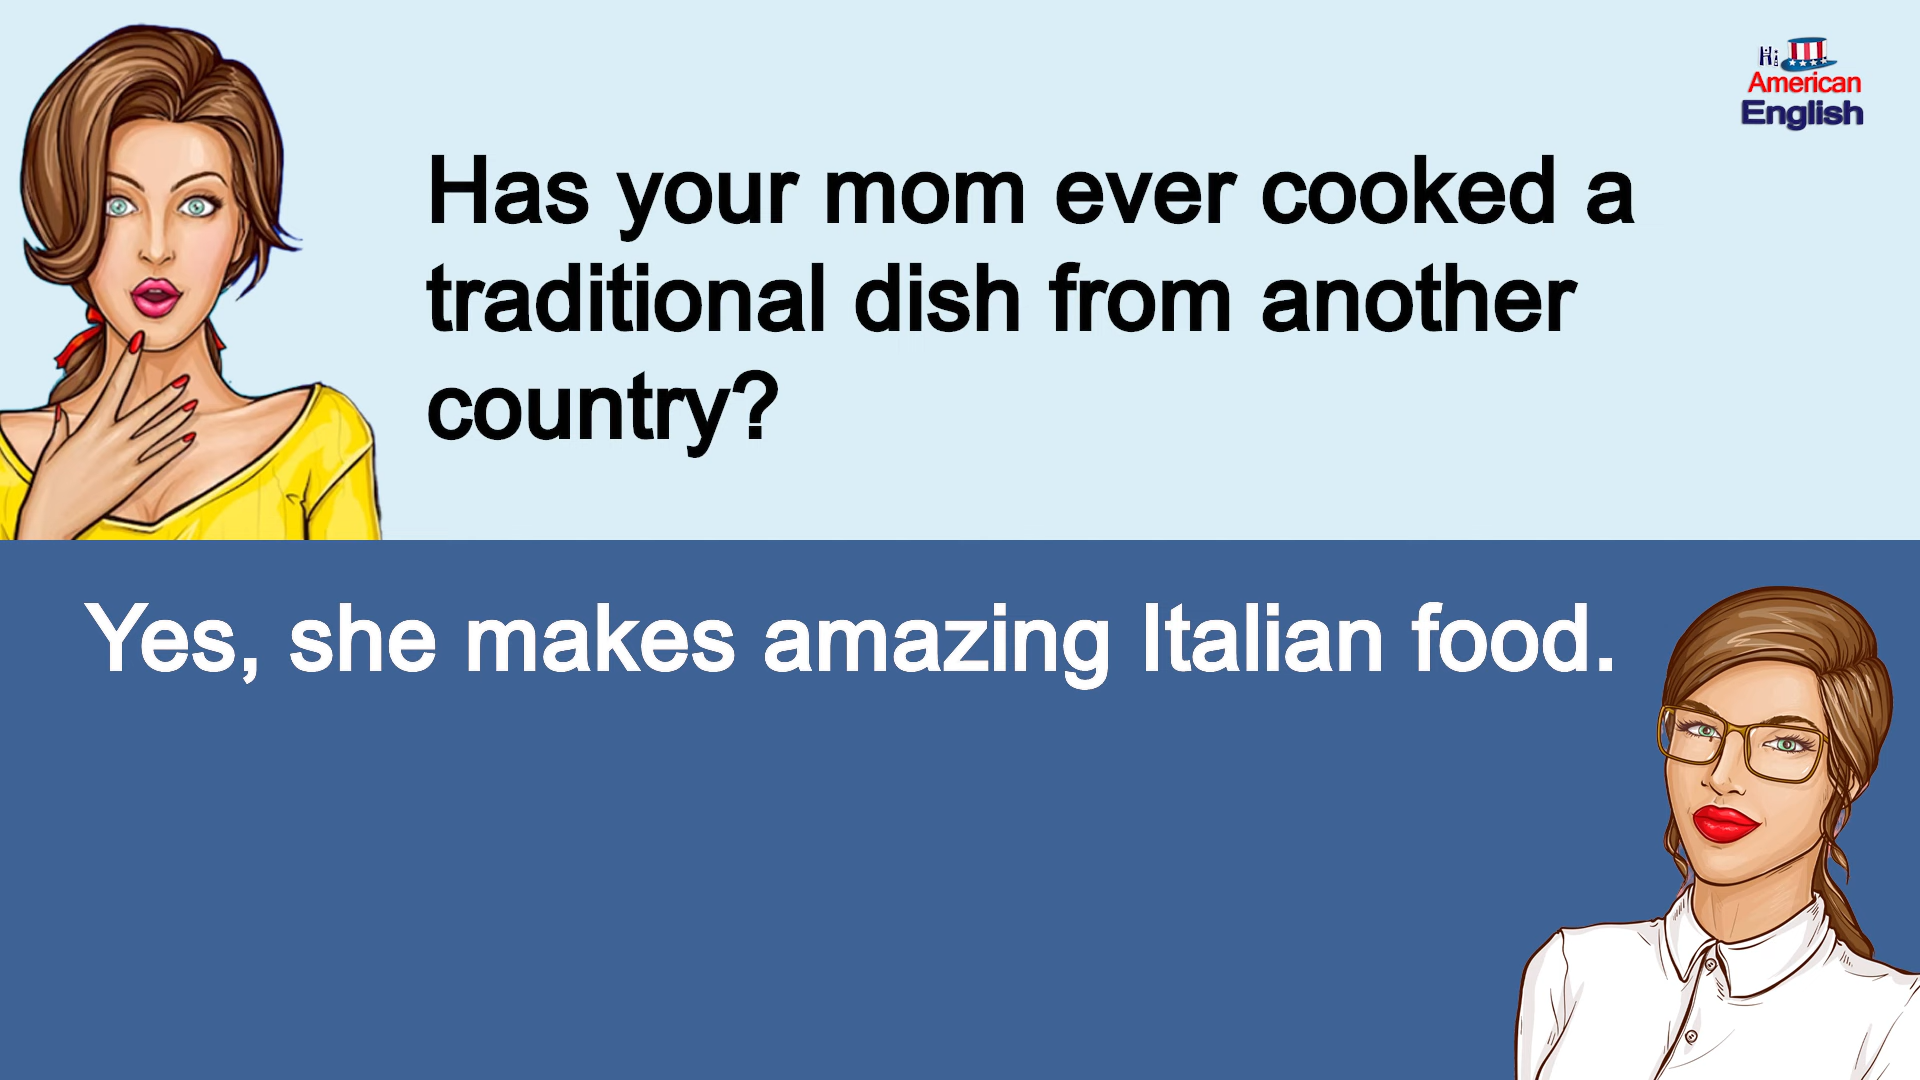 Hi
American
English
Has your mom ever cooked a
traditional dish from another
country?
Yes, she makes amazing Italian food.